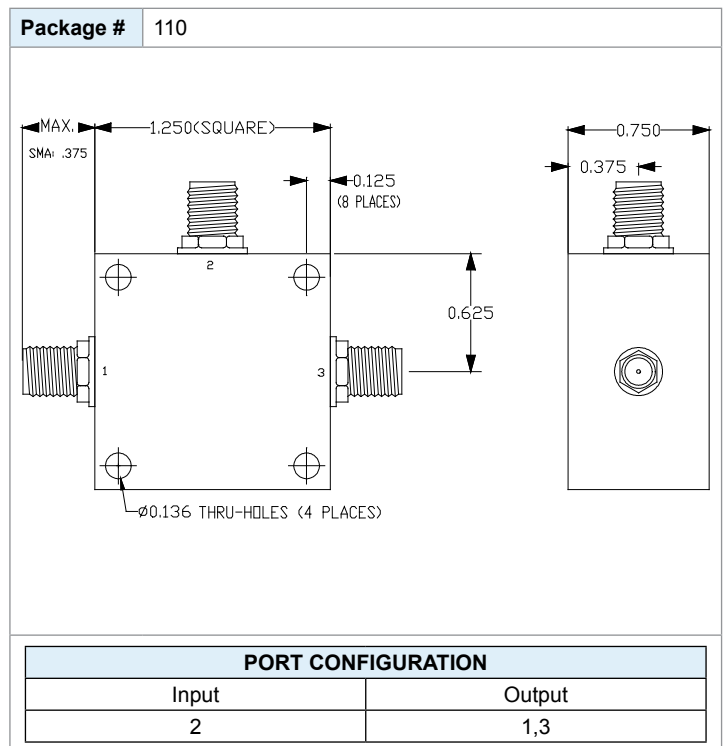 Package # 110
MAX. 1.250(SQUARE) 0.750
SMA: .375 0.125 0.375
(8 PLACES)
2
0.625
1 3
Ø0.136 THRU-HOLES (4 PLACES)
PORT CONFIGURATION
Input Output
2 1,3